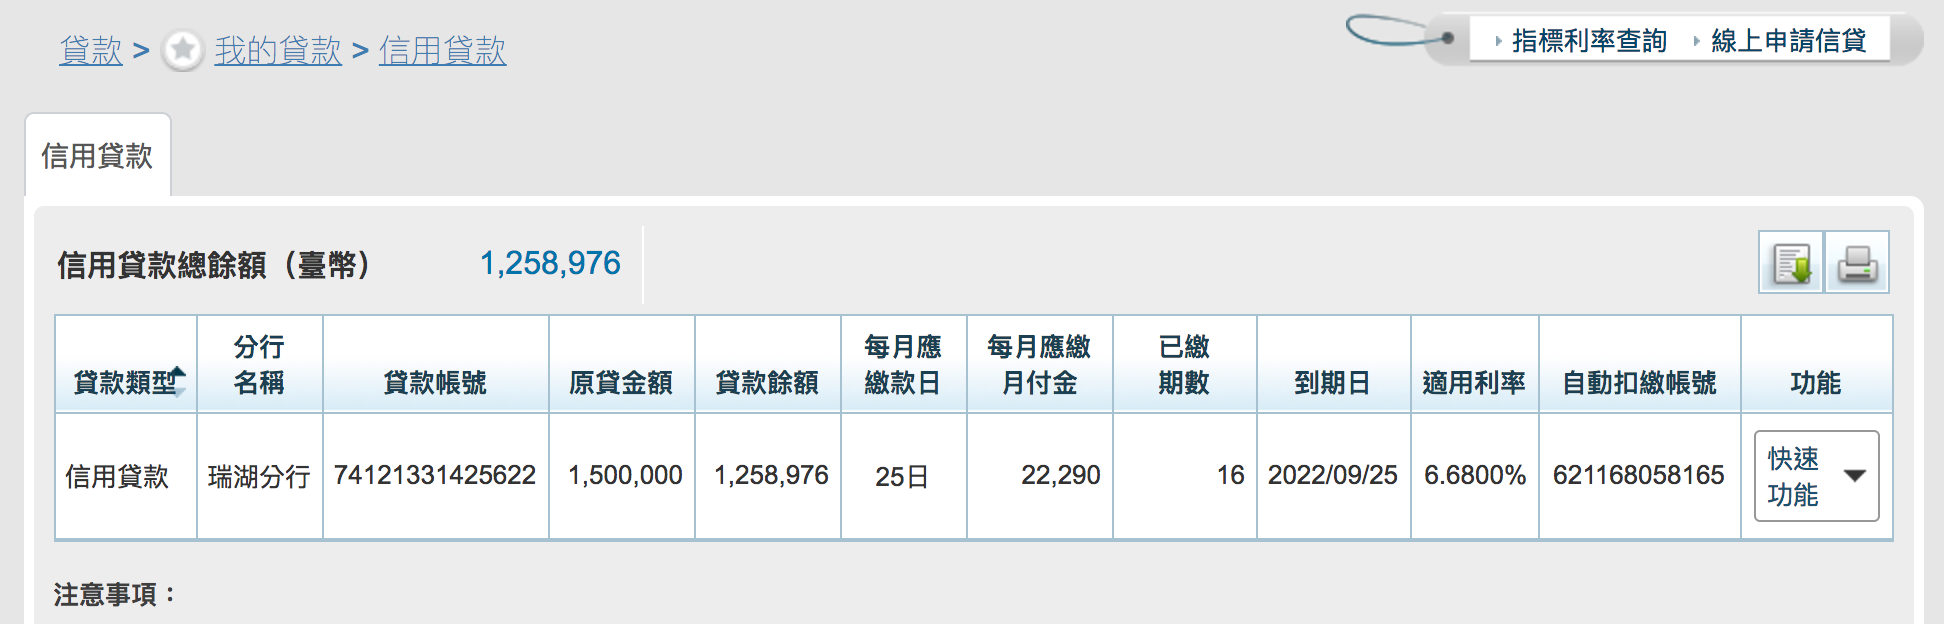 貸款 > 我的貸款 > 信用貸款
指標利率查詢 線上申請信貸
信用貸款
信用貸款總餘額（臺幣） 1,258,976
貸款類型 分行名稱 貸款帳號 原貸金額 貸款餘額 每月應繳款日 每月應繳月付金 已繳期數 到期日 適用利率 自動扣繳帳號 功能
信用貸款 瑞湖分行 74121331425622 1,500,000 1,258,976 25日 22,290 16 2022/09/25 6.6800% 621168058165 快速功能
注意事項：